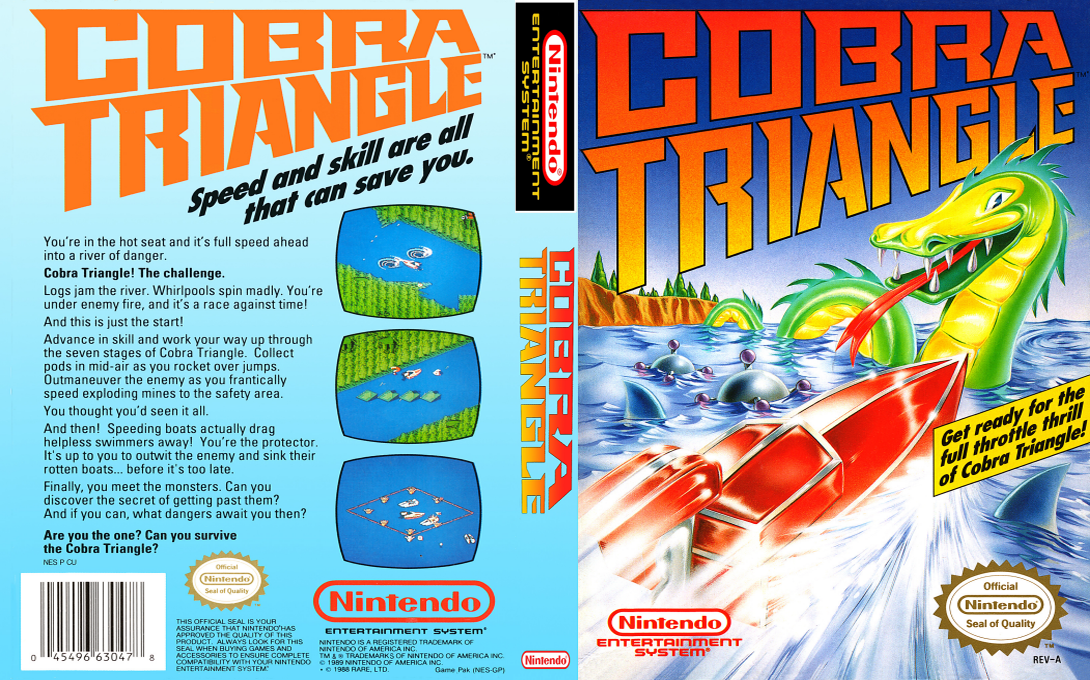 COBRA
TRIANGLE™
Speed and skill are all
that can save you.
You're in the hot seat and it's full speed ahead
into a river of danger.
Cobra Triangle! The challenge.
Logs jam the river. Whirlpools spin madly. You're
under enemy fire, and it's a race against time!
And this is just the start!
Advance in skill and work your way up through
the seven stages of Cobra Triangle. Collect
pods in mid-air as you rocket over jumps.
Outmaneuver the enemy as you frantically
speed exploding mines to the safety area.
You thought you'd seen it all.
And then! Speeding boats actually drag
helpless swimmers away! You're the protector.
It's up to you to outwit the enemy and sink their
rotten boats... before it's too late.
Finally, you meet the monsters. Can you
discover the secret of getting past them?
And if you can, what dangers await you then?
Are you the one? Can you survive
the Cobra Triangle?
NES P CU
0 45496 63047 8
Official
Nintendo
Seal of Quality
THIS OFFICIAL SEAL IS YOUR
ASSURANCE THAT NINTENDO® HAS
APPROVED THE QUALITY OF THIS
PRODUCT. ALWAYS LOOK FOR THIS
SEAL WHEN BUYING GAMES AND
ACCESSORIES TO ENSURE COMPLETE
COMPATIBILITY WITH YOUR NINTENDO
ENTERTAINMENT SYSTEM®
Nintendo®
ENTERTAINMENT SYSTEM®
NINTENDO IS A REGISTERED TRADEMARK OF
NINTENDO OF AMERICA INC.
TM & ® TRADEMARKS OF NINTENDO OF AMERICA INC.
© 1989 NINTENDO OF AMERICA INC.
© 1988 RARE, LTD.
Game Pak (NES-GP)
Nintendo®
ENTERTAINMENT
SYSTEM®
COBRA
TRIANGLE
Nintendo
COBRA
TRIANGLE™
Get ready for the
full throttle thrill
of Cobra Triangle!
Nintendo
ENTERTAINMENT
SYSTEM®
Official
Nintendo
Seal of Quality
TM
REV-A